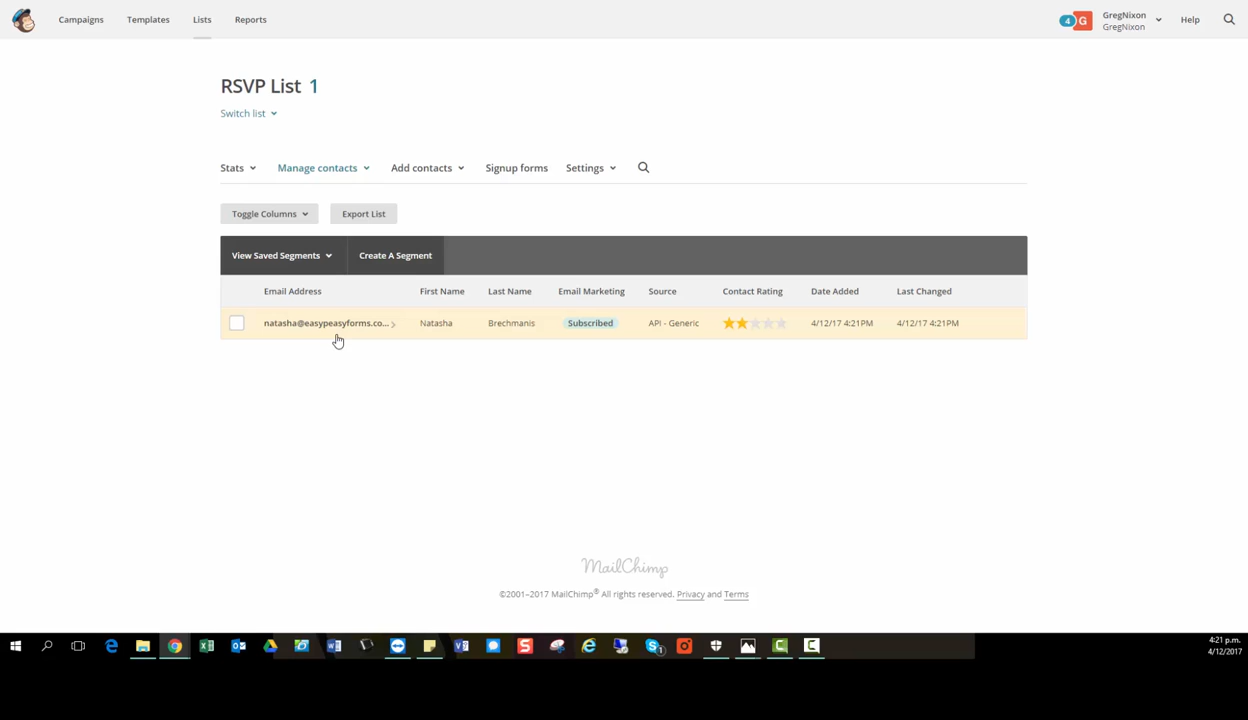 Campaigns Templates Lists Reports 4 G GregNixon Help
GregNixon
RSVP List 1
Switch list
Stats Manage contacts Add contacts Signup forms Settings
Toggle Columns Export List
View Saved Segments Create A Segment
Email Address First Name Last Name Email Marketing Source Contact Rating Date Added Last Changed
natasha@easypeasyforms.co... Natasha Brechmanis Subscribed API - Generic 4/12/17 4:21PM 4/12/17 4:21PM
MailChimp
©2001–2017 MailChimp® All rights reserved. Privacy and Terms
4:21 p.m.
4/12/2017